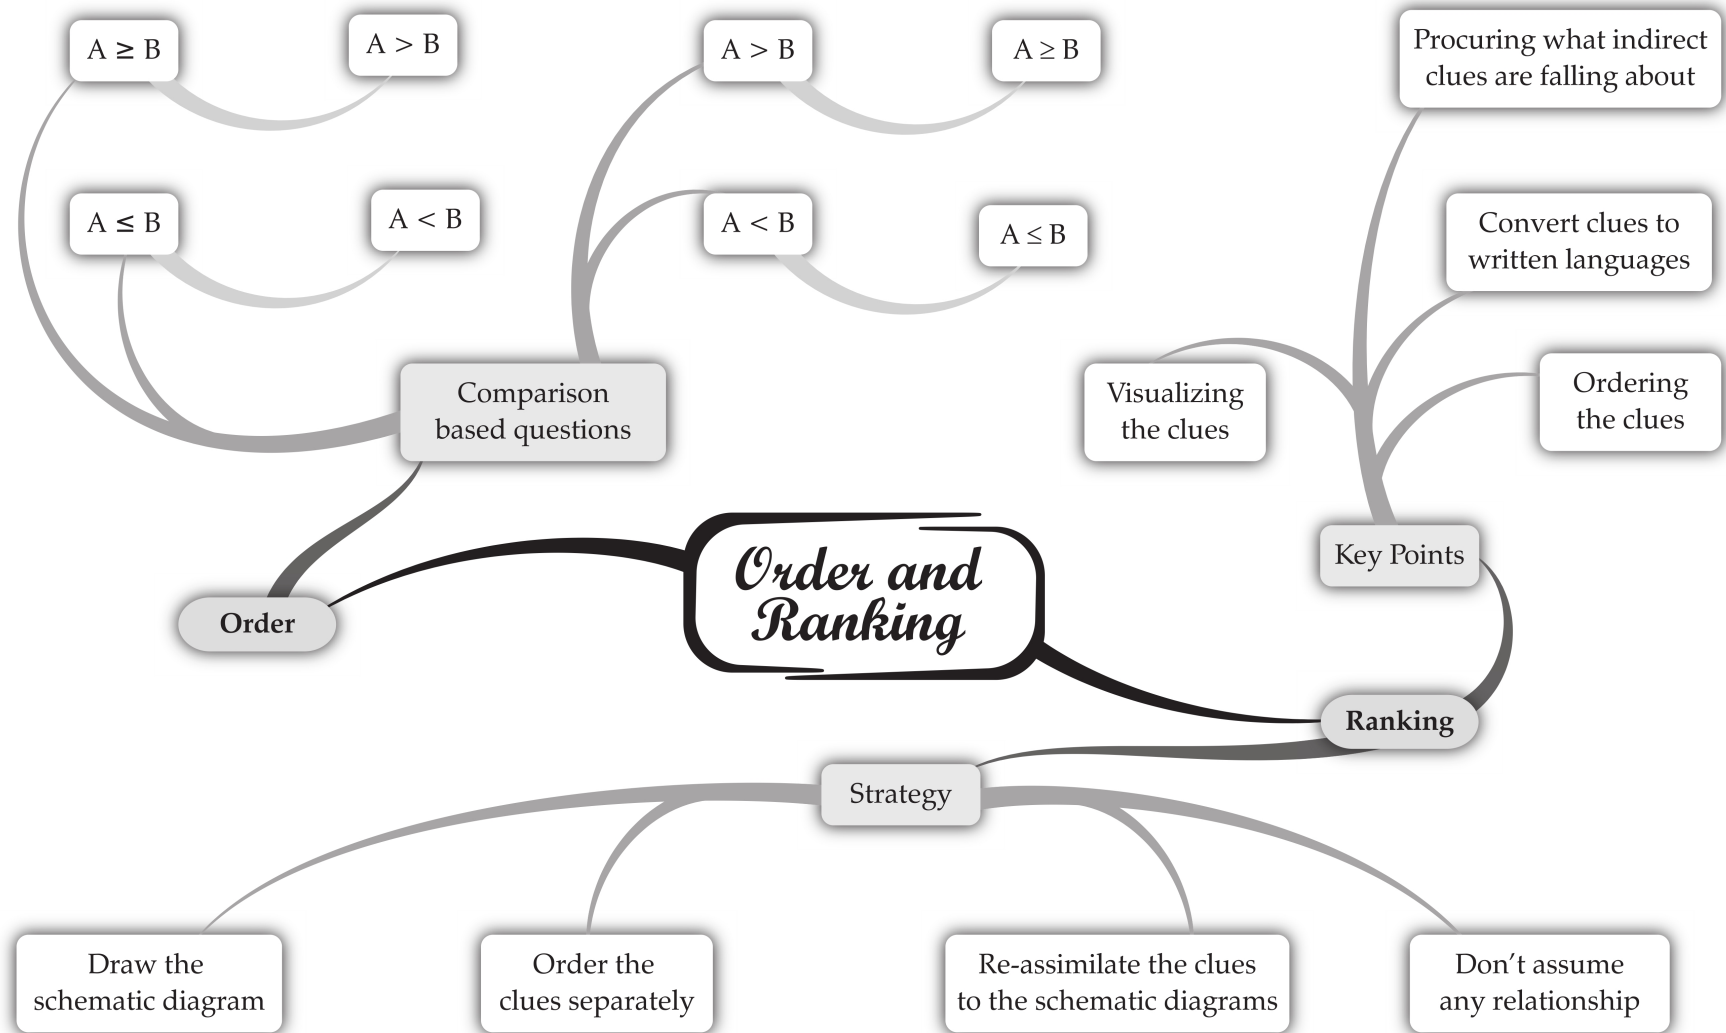 A ≥ B
A > B
A > B
A ≥ B
Procuring what indirect
clues are falling about
A ≤ B
A < B
A < B
A ≤ B
Convert clues to
written languages
Comparison
based questions
Visualizing
the clues
Ordering
the clues
Key Points
Order and
Ranking
Order
Ranking
Strategy
Draw the
schematic diagram
Order the
clues separately
Re-assimilate the clues
to the schematic diagrams
Don't assume
any relationship